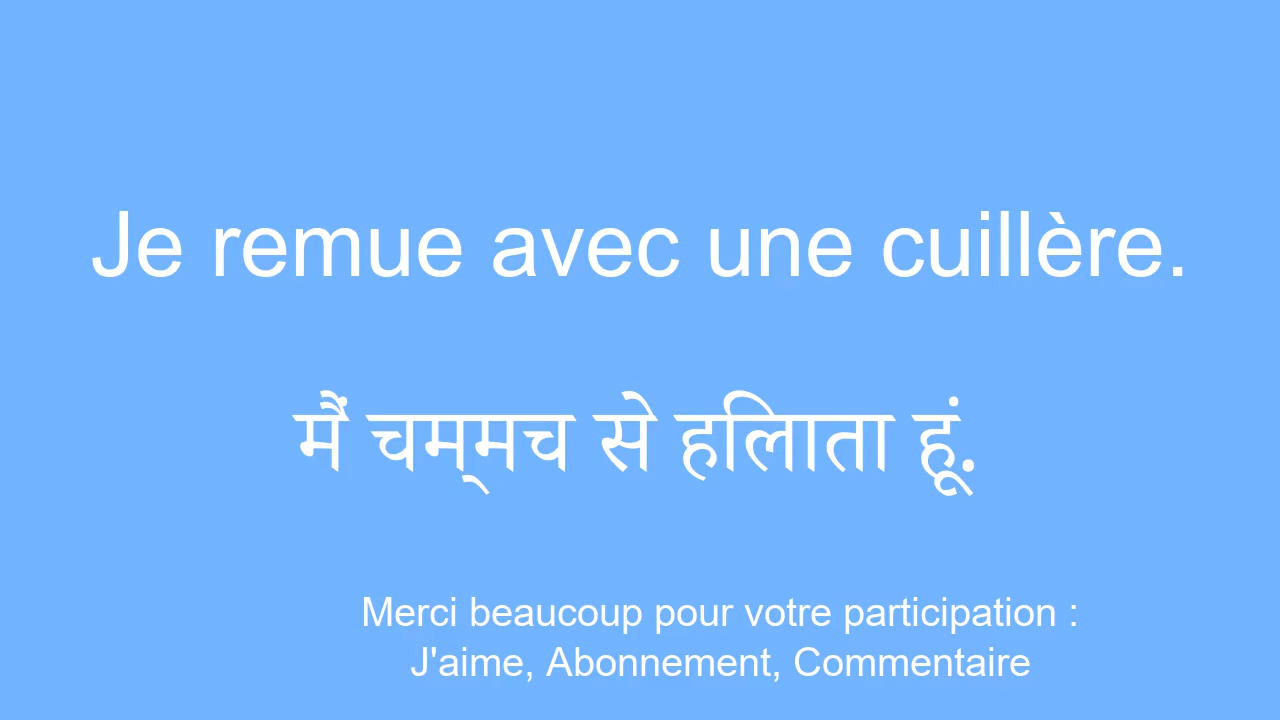 Je remue avec une cuillère.
मैं चम्मच से हिलाता हूं.
Merci beaucoup pour votre participation :
J'aime, Abonnement, Commentaire